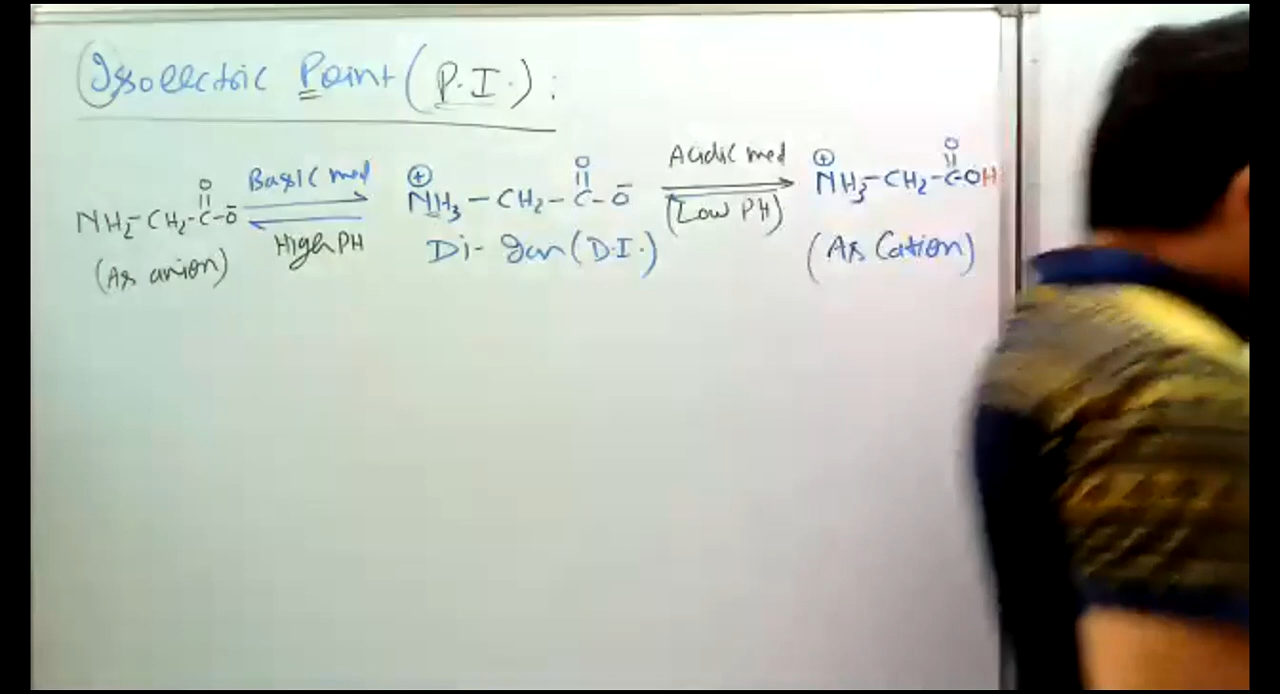 Isoelectric Point (P.I.) :
NH₂-CH₂-C(=O)-O⁻ ⇌ Basic med High PH ⊕NH₃-CH₂-C(=O)-O⁻ ⇌ Acidic med (Low PH) ⊕NH₃-CH₂-C(=O)-OH
(As anion) Di-Ion (D.I.) (As Cation)